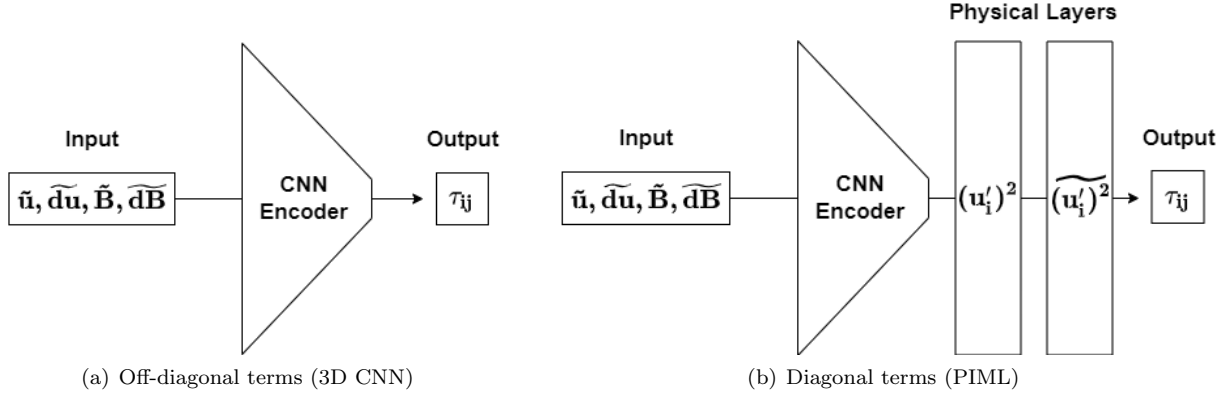 Input
ũ, d͠u, B̃, d͠B
CNN
Encoder
Output
τij
(a) Off-diagonal terms (3D CNN)
Physical Layers
Input
ũ, d͠u, B̃, d͠B
CNN
Encoder
(u′i)²
(u′i)²͠
Output
τij
(b) Diagonal terms (PIML)